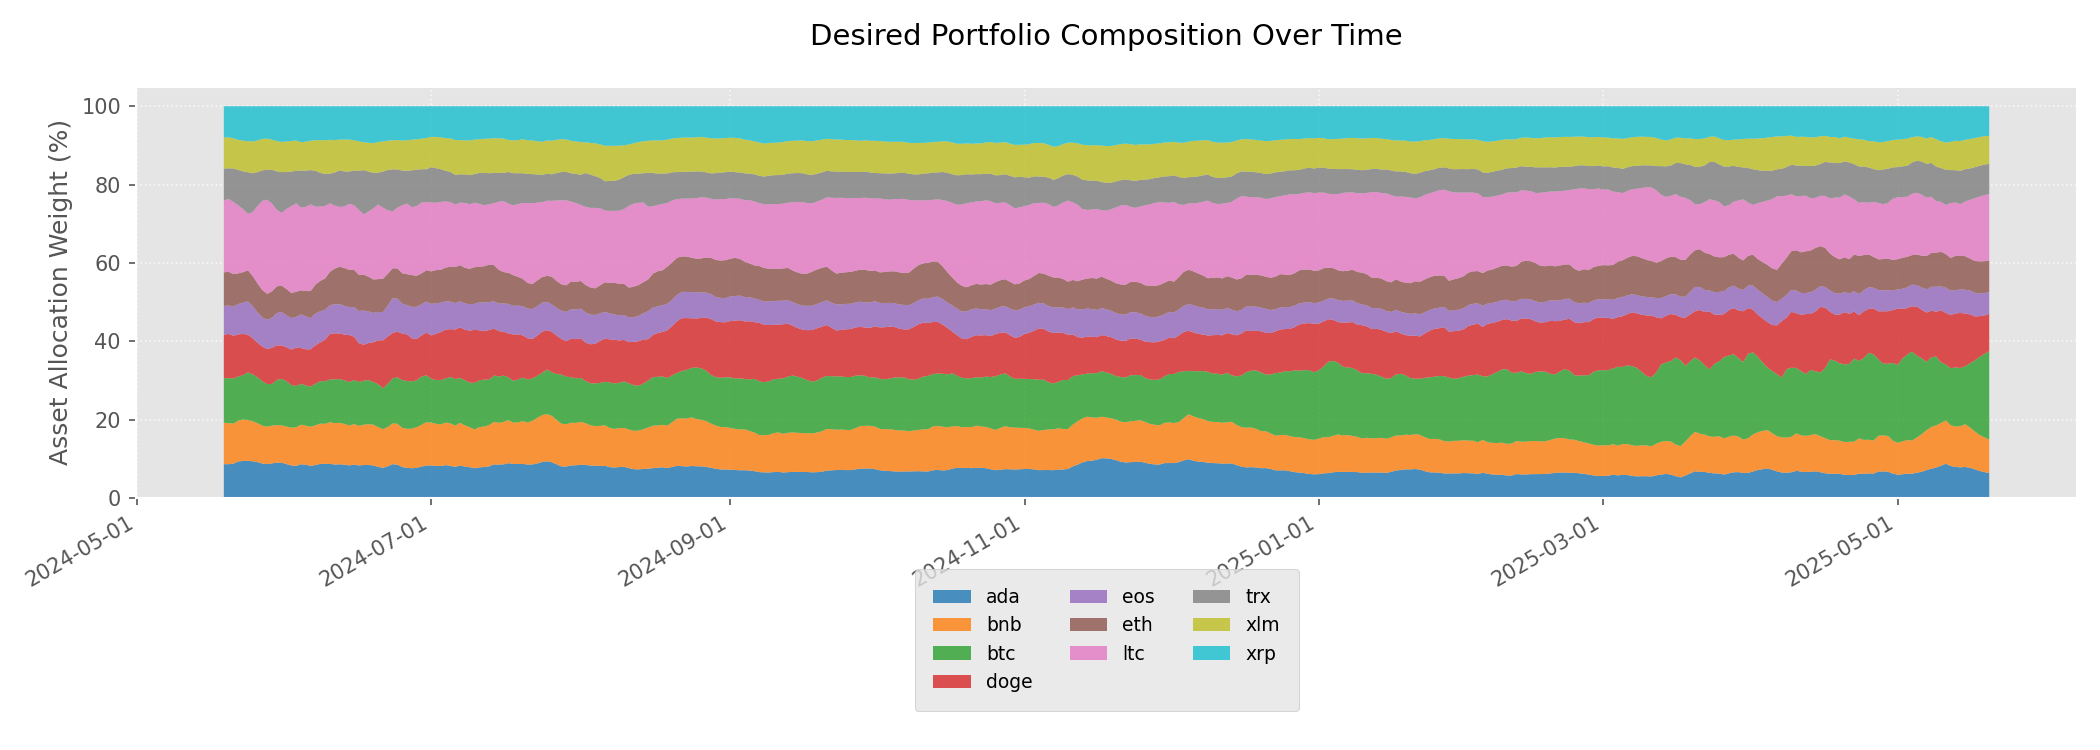 Desired Portfolio Composition Over Time
Asset Allocation Weight (%)
100
80
60
40
20
0
2024-05-01
2024-07-01
2024-09-01
2024-11-01
2025-01-01
2025-03-01
2025-05-01
ada
bnb
btc
doge
eos
eth
ltc
trx
xlm
xrp